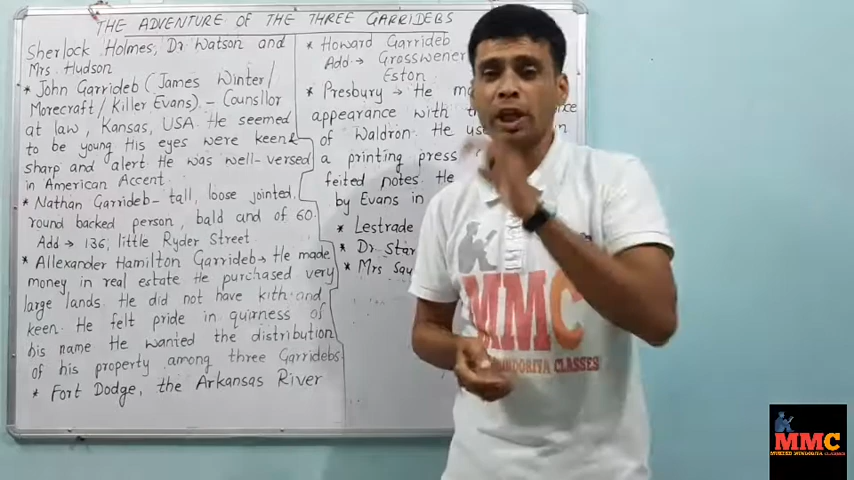 THE ADVENTURE OF THE THREE GARRIDEBS
SHERLOCK HOLMES, DR WATSON and
MRS HUDSON
* JOHN GARRIDEB (JAMES WINTER/
MORECRAFT/ KILLER EVANS) - COUNSLLOR
at LAW, KANSAS, USA. He seemed
to be young, His eyes were keen &
sharp and alert. He was well-versed
in AMERICAN ACCENT.
* NATHAN GARRIDEB - tall, loose jointed,
round backed person, bald and of 60.
Add → 136, little RYDER STREET
* ALLEXANDER HAMILTON GARRIDEB → He made
money in real estate. He purchased very
large lands. He did not have kith and
keen. He felt pride in quirness of
his name. He wanted the distribution
of his property among three GARRIDEBS
* FORT DODGE, the ARKANSAS RIVER
* HOWARD GARRIDEB
Add → GROSSWENER
ESTON
* PRESBURY → He
appearance with
of WALDRON. He
a printing press
feited notes. He
by EVANS in
* LESTRADE
* DR
* MRS
MMC
CLASSES
MMC
MUKESH MINDORIYA CLASSES